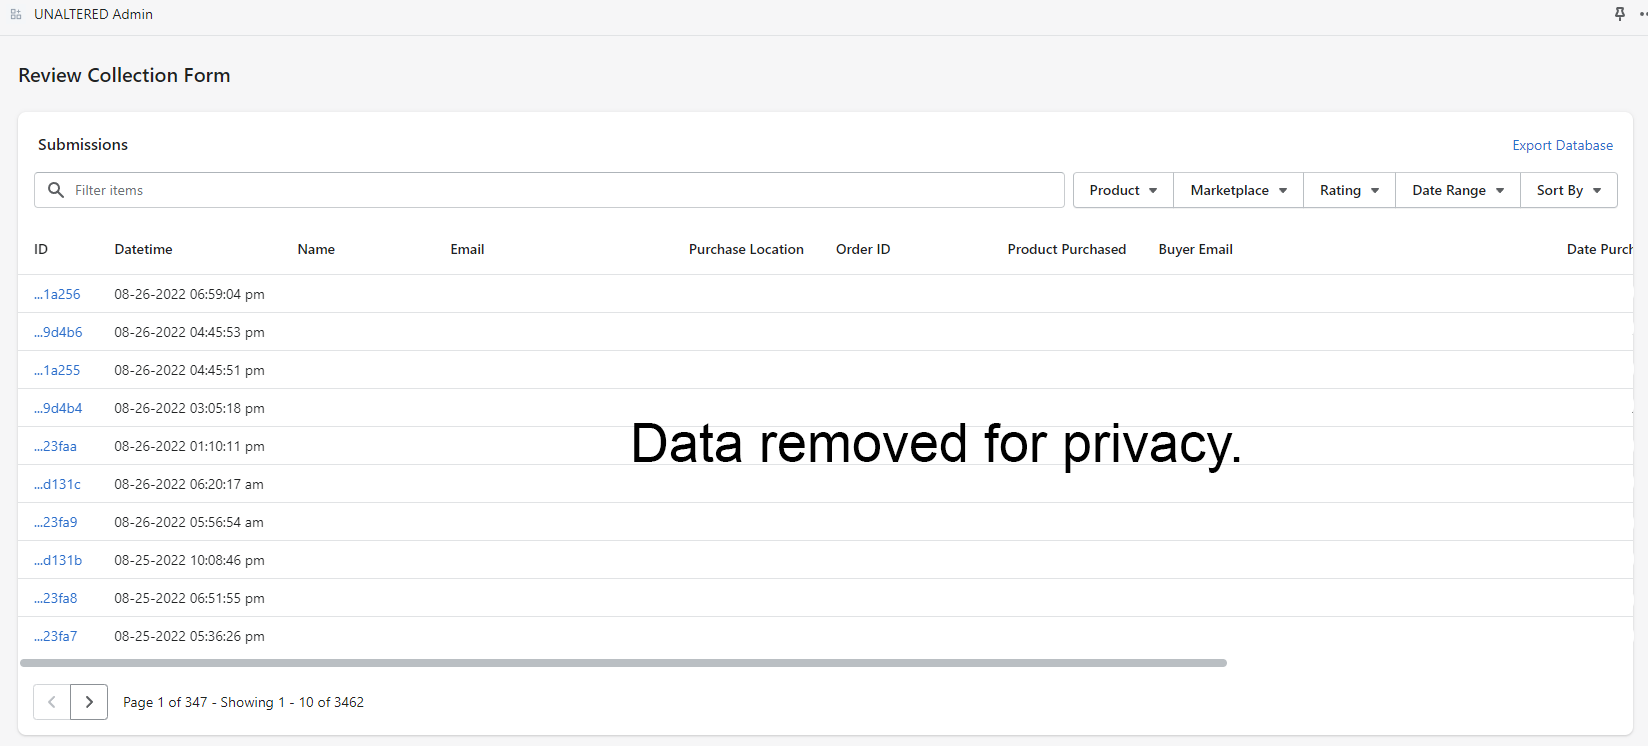 UNALTERED Admin
Review Collection Form
Submissions
Export Database
Filter items
Product
Marketplace
Rating
Date Range
Sort By
ID Datetime Name Email Purchase Location Order ID Product Purchased Buyer Email Date Purch
...1a256 08-26-2022 06:59:04 pm
...9d4b6 08-26-2022 04:45:53 pm
...1a255 08-26-2022 04:45:51 pm
...9d4b4 08-26-2022 03:05:18 pm
Data removed for privacy.
...23faa 08-26-2022 01:10:11 pm
...d131c 08-26-2022 06:20:17 am
...23fa9 08-26-2022 05:56:54 am
...d131b 08-25-2022 10:08:46 pm
...23fa8 08-25-2022 06:51:55 pm
...23fa7 08-25-2022 05:36:26 pm
Page 1 of 347 - Showing 1 - 10 of 3462